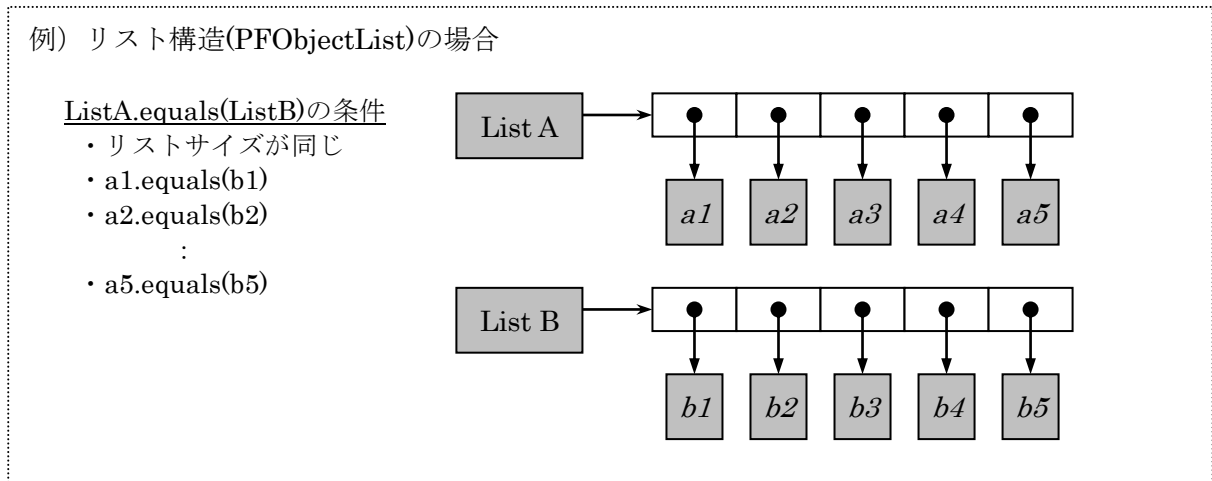 例）リスト構造(PFObjectList)の場合
ListA.equals(ListB)の条件
・リストサイズが同じ
・a1.equals(b1)
・a2.equals(b2)
：
・a5.equals(b5)
List A
a1 a2 a3 a4 a5
List B
b1 b2 b3 b4 b5